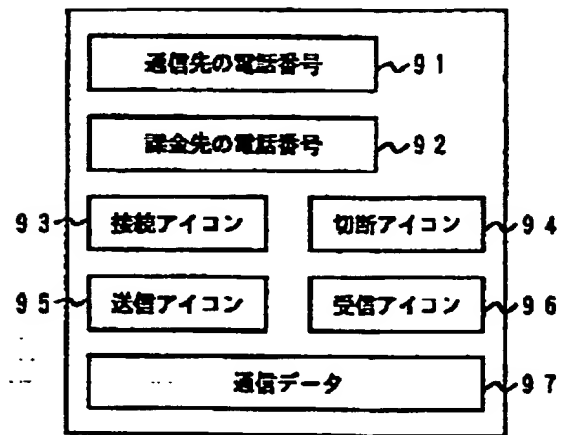 通信先の電話番号 91
課金先の電話番号 92
93 接続アイコン 切断アイコン 94
95 送信アイコン 受信アイコン 96
通信データ 97